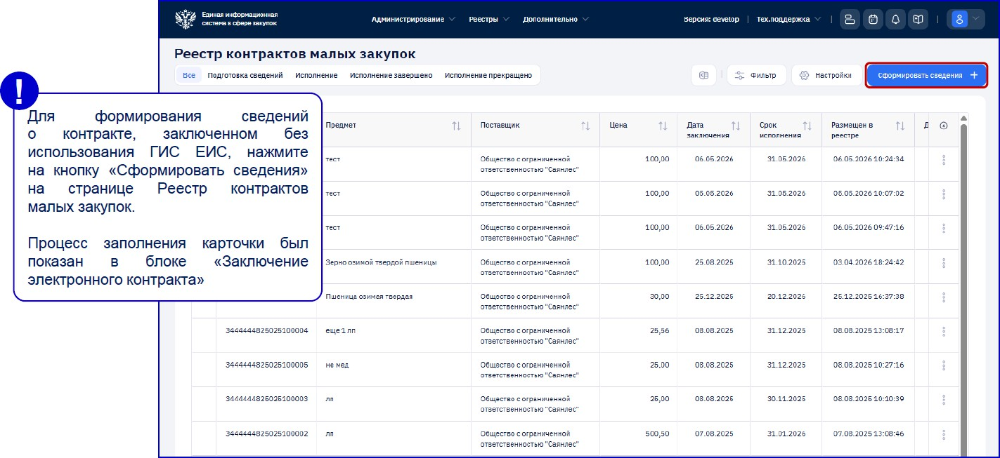 Единая информационная
система в сфере закупок
Администрирование
Реестры
Дополнительно
Версия: develop
Тех.поддержка
Реестр контрактов малых закупок
Все
Подготовка сведений
Исполнение
Исполнение завершено
Исполнение прекращено
Фильтр
Настройки
Сформировать сведения +
!
Для формирования сведений
о контракте, заключенном без
использования ГИС ЕИС, нажмите
на кнопку «Сформировать сведения»
на странице Реестр контрактов
малых закупок.
Процесс заполнения карточки был
показан в блоке «Заключение
электронного контракта»
Предмет
Поставщик
Цена
Дата
заключения
Срок
исполнения
Размещен в
реестре
Д
тест
Общество с ограниченной
ответственностью "Саянлес"
100,00
06.05.2026
31.05.2026
06.05.2026 10:24:34
тест
Общество с ограниченной
ответственностью "Саянлес"
100,00
05.05.2026
31.05.2026
05.05.2026 10:07:02
тест
Общество с ограниченной
ответственностью "Саянлес"
100,00
06.05.2026
31.05.2026
06.05.2026 09:47:16
Зерно озимой твердой пшеницы
Общество с ограниченной
ответственностью "Саянлес"
100,00
25.08.2025
31.10.2025
03.04.2026 18:24:42
Пшеница озимая твердая
Общество с ограниченной
ответственностью "Саянлес"
30,00
25.12.2025
20.12.2026
25.12.2025 16:37:38
3444444825025100004
еще 1 лп
Общество с ограниченной
ответственностью "Саянлес"
25,56
08.08.2025
31.12.2025
08.08.2025 13:08:17
3444444825025100005
не мед
Общество с ограниченной
ответственностью "Саянлес"
25,00
08.08.2025
31.12.2025
08.08.2025 10:27:16
3444444825025100003
лп
Общество с ограниченной
ответственностью "Саянлес"
25,00
08.08.2025
30.11.2025
08.08.2025 10:10:39
3444444825025100002
лп
Общество с ограниченной
ответственностью "Саянлес"
500,50
07.08.2025
31.01.2026
07.08.2025 13:08:46